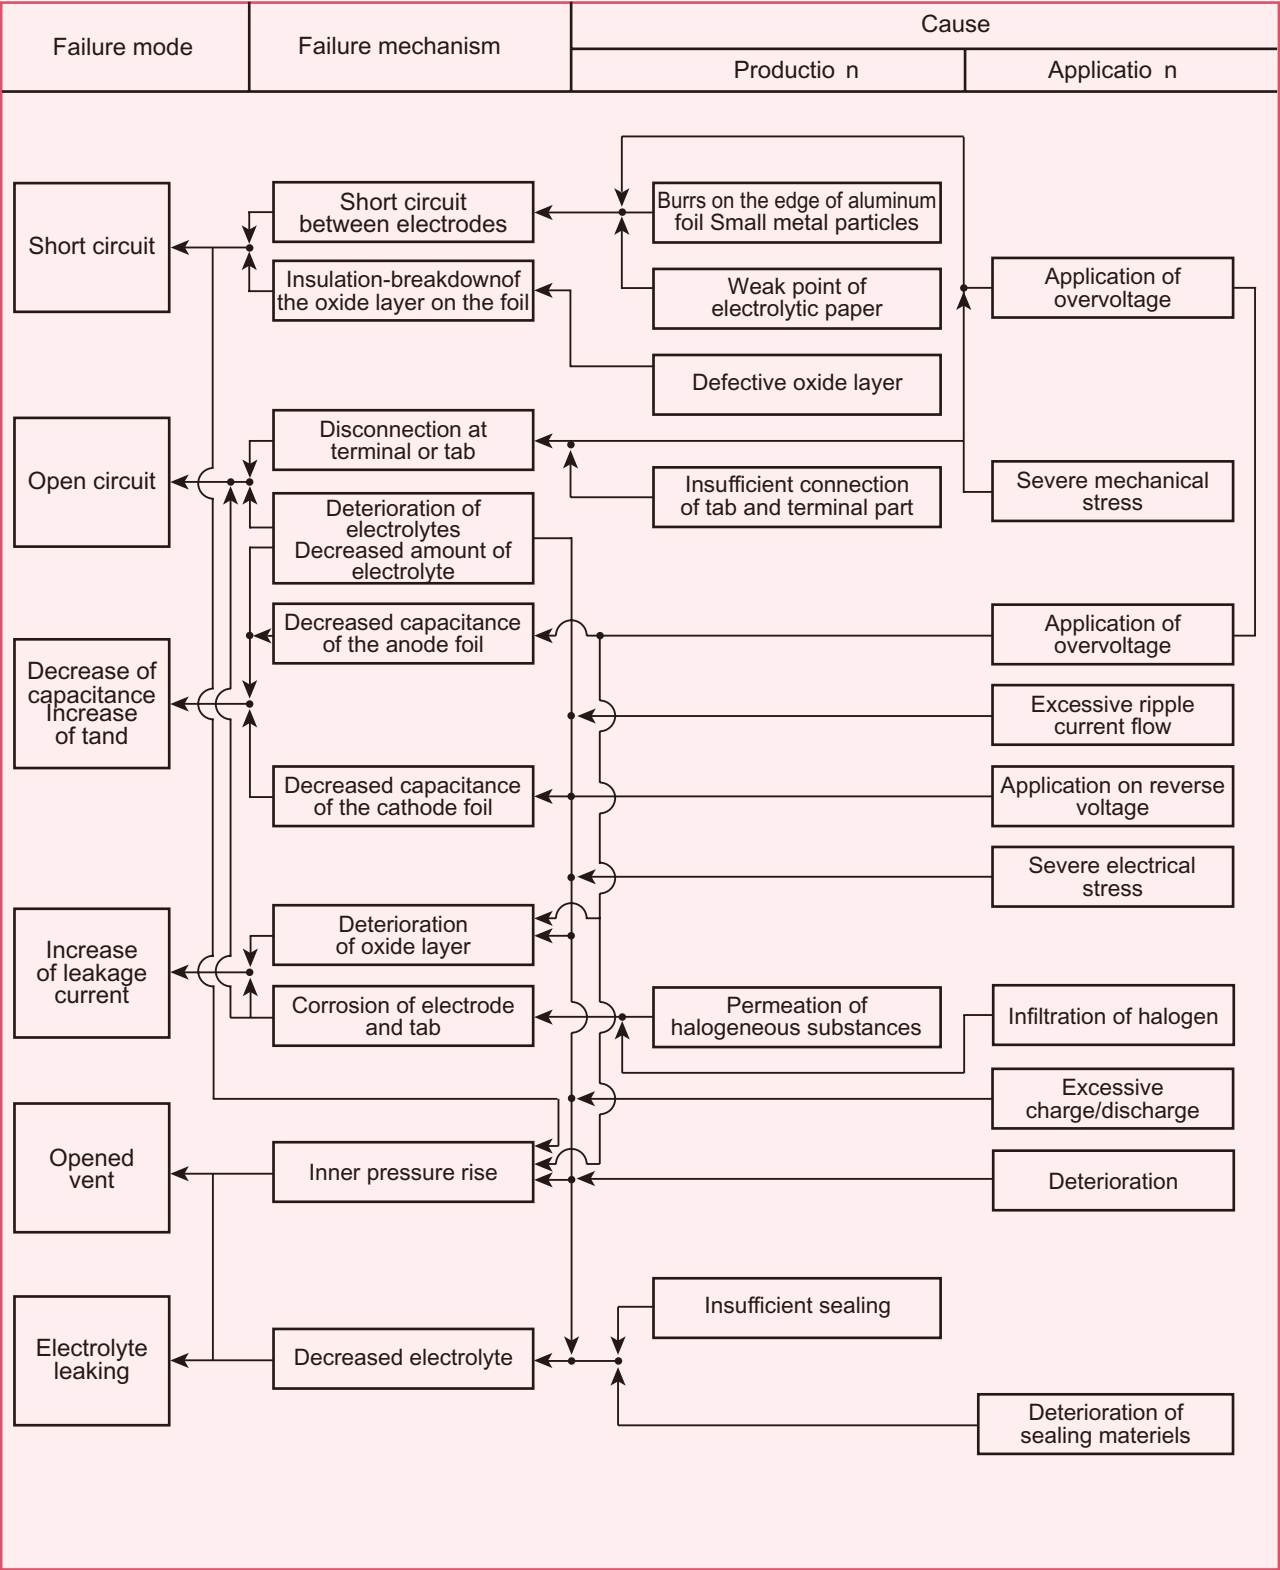 Failure mode
Failure mechanism
Cause
Productio n
Applicatio n
Short circuit
Short circuit
between electrodes
Insulation-breakdownof
the oxide layer on the foil
Burrs on the edge of aluminum
foil Small metal particles
Weak point of
electrolytic paper
Defective oxide layer
Application of
overvoltage
Open circuit
Disconnection at
terminal or tab
Deterioration of
electrolytes
Decreased amount of
electrolyte
Insufficient connection
of tab and terminal part
Severe mechanical
stress
Decrease of
capacitance
Increase
of tand
Decreased capacitance
of the anode foil
Decreased capacitance
of the cathode foil
Application of
overvoltage
Excessive ripple
current flow
Application on reverse
voltage
Severe electrical
stress
Increase
of leakage
current
Deterioration
of oxide layer
Corrosion of electrode
and tab
Permeation of
halogeneous substances
Infiltration of halogen
Excessive
charge/discharge
Opened
vent
Inner pressure rise
Deterioration
Electrolyte
leaking
Decreased electrolyte
Insufficient sealing
Deterioration of
sealing materiels